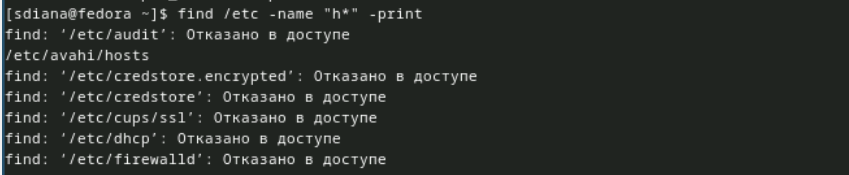 [sdiana@fedora ~]$ find /etc -name "h*" -print
find: ‘/etc/audit’: Отказано в доступе
/etc/avahi/hosts
find: ‘/etc/credstore.encrypted’: Отказано в доступе
find: ‘/etc/credstore’: Отказано в доступе
find: ‘/etc/cups/ssl’: Отказано в доступе
find: ‘/etc/dhcp’: Отказано в доступе
find: ‘/etc/firewalld’: Отказано в доступе